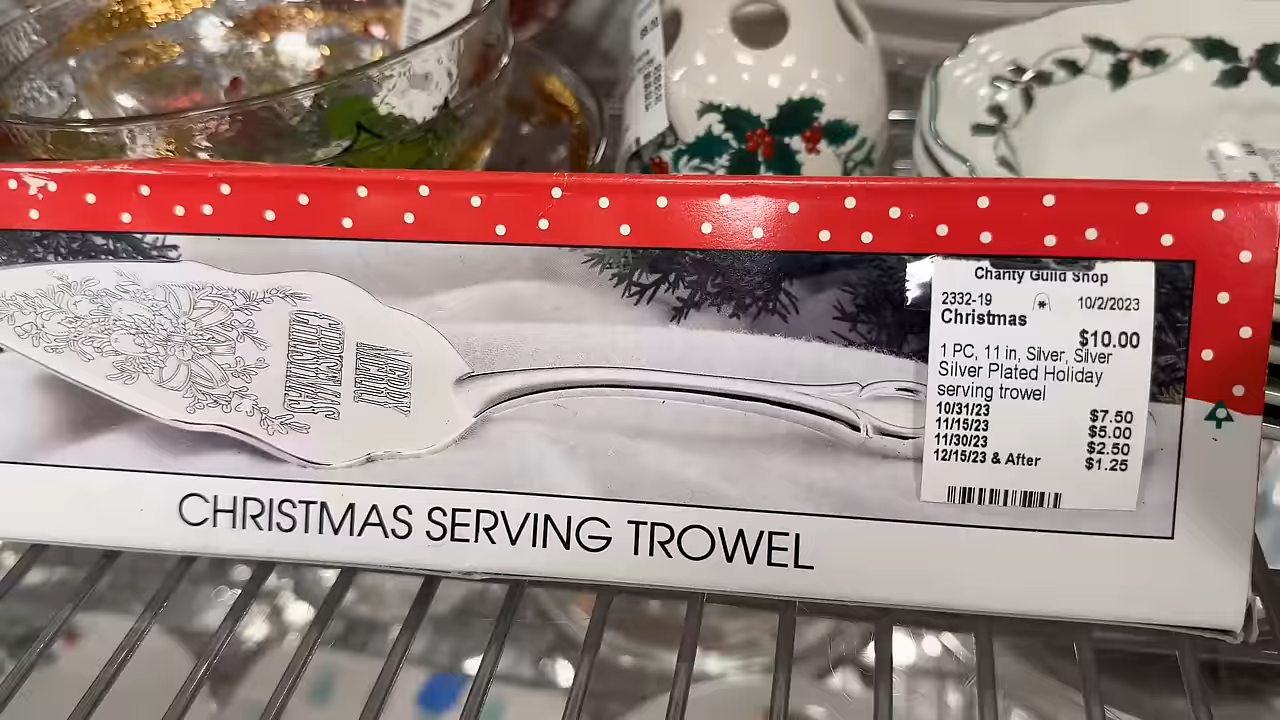 MERRY
CHRISTMAS
Charity Guild Shop
2332-19 10/2/2023
Christmas
$10.00
1 PC, 11 in, Silver, Silver
Silver Plated Holiday
serving trowel
10/31/23 $7.50
11/15/23 $5.00
11/30/23 $2.50
12/15/23 & After $1.25
CHRISTMAS SERVING TROWEL